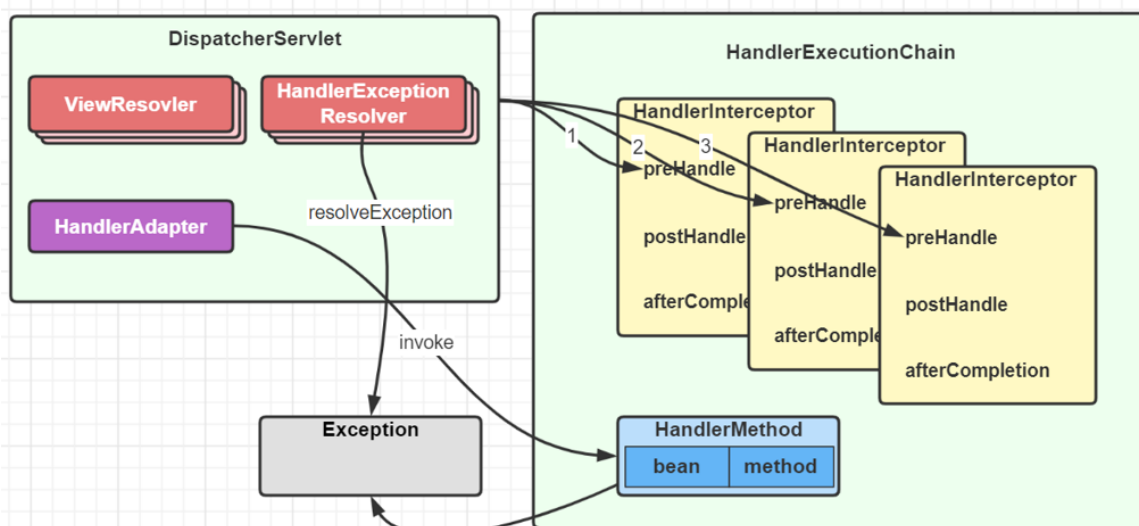 DispatcherServlet
ViewResovler
HandlerException
Resolver
HandlerAdapter
resolveException
invoke
Exception
HandlerExecutionChain
HandlerInterceptor
1
preHandle
postHandle
afterComple
HandlerInterceptor
2
preHandle
postHandle
afterComple
HandlerInterceptor
3
preHandle
postHandle
afterCompletion
HandlerMethod
bean
method